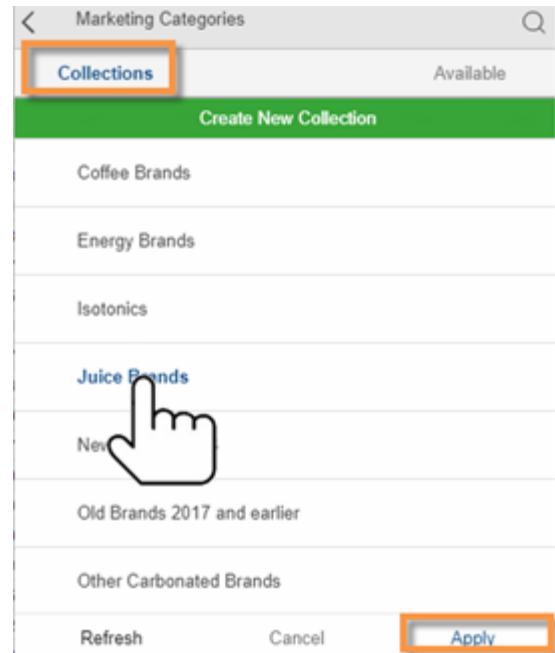 Marketing Categories
Collections Available
Create New Collection
Coffee Brands
Energy Brands
Isotonics
Juice Brands
Old Brands 2017 and earlier
Other Carbonated Brands
Refresh Cancel Apply